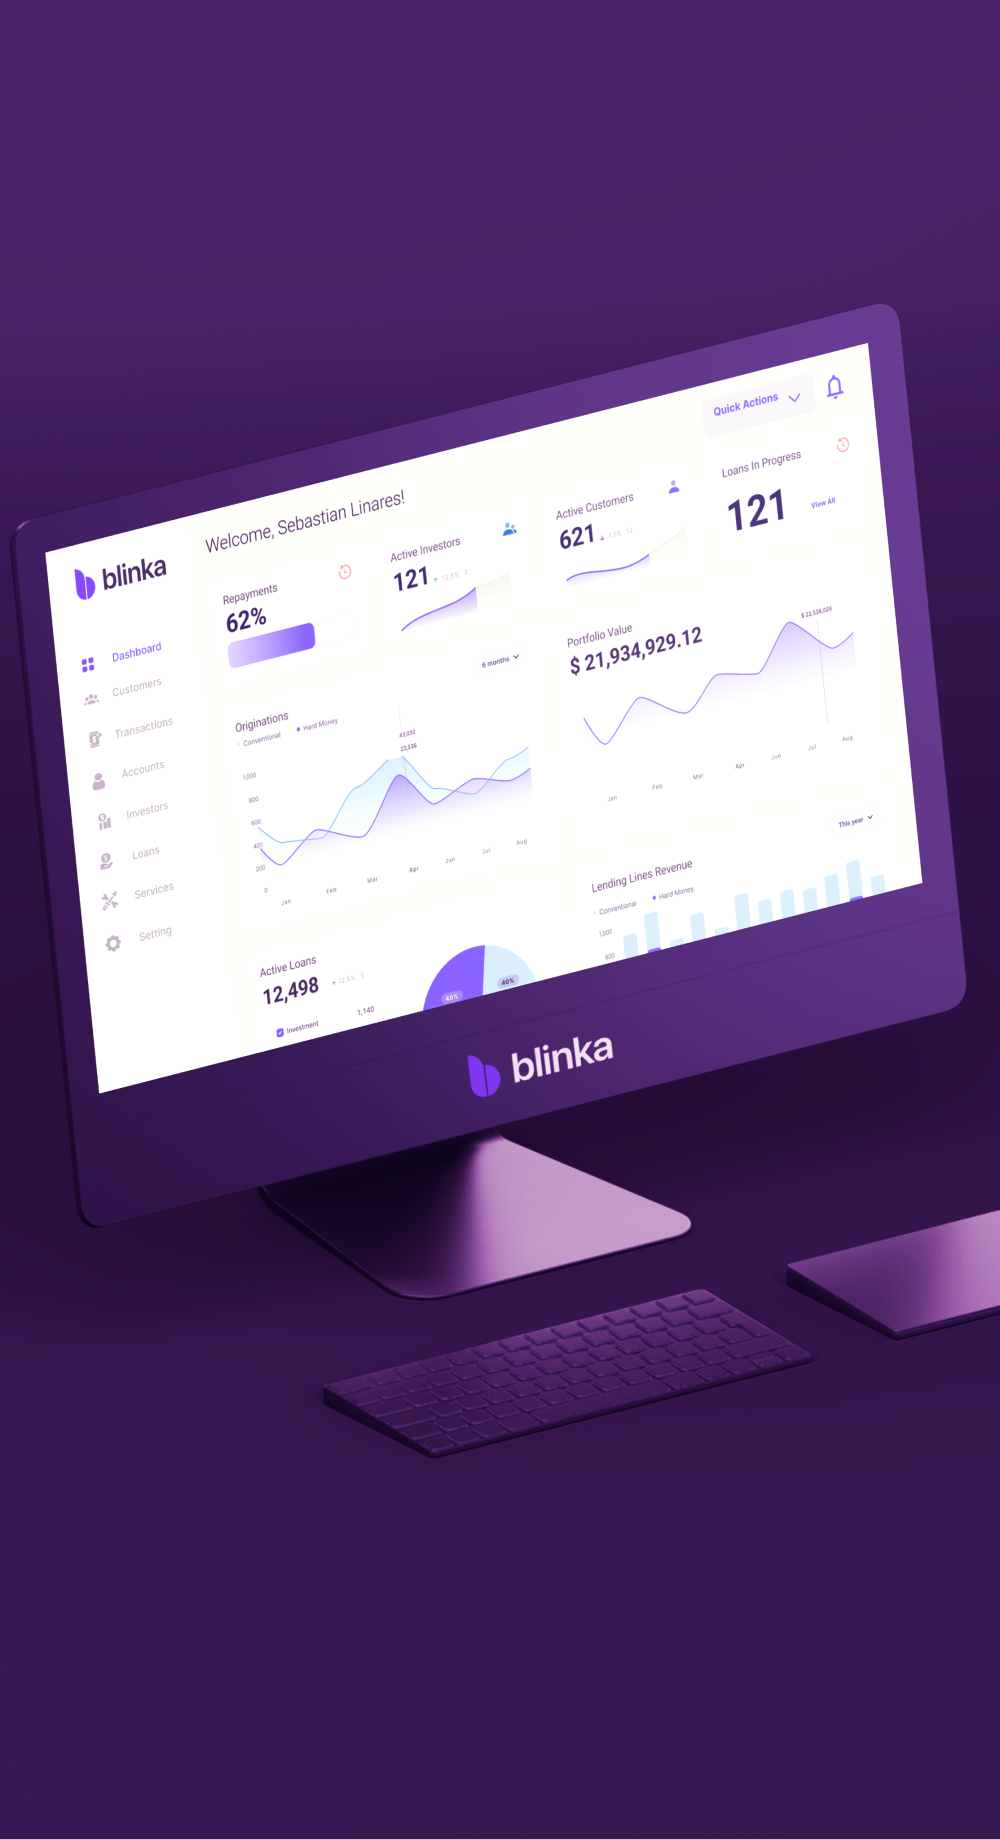 blinka
Dashboard
Customers
Transactions
Accounts
Investors
Loans
Services
Setting
Welcome, Sebastian Linares!
Quick Actions
Repayments
62%
Active Investors
121
12.5%
3
Active Customers
621
1.5%
12
Loans In Progress
121
View All
6 months
Originations
Conventional
Hard Money
43,032
23,536
1,000
800
600
400
200
0
Jan
Feb
Mar
Apr
Jun
Jul
Aug
Portfolio Value
$ 21,934,929.12
$ 22,536,029
Jan
Feb
Mar
Apr
Jun
Jul
Aug
Active Loans
12,498
12.5%
3
Investment
1,140
40%
40%
This year
Lending Lines Revenue
Conventional
Hard Money
1,000
800
blinka